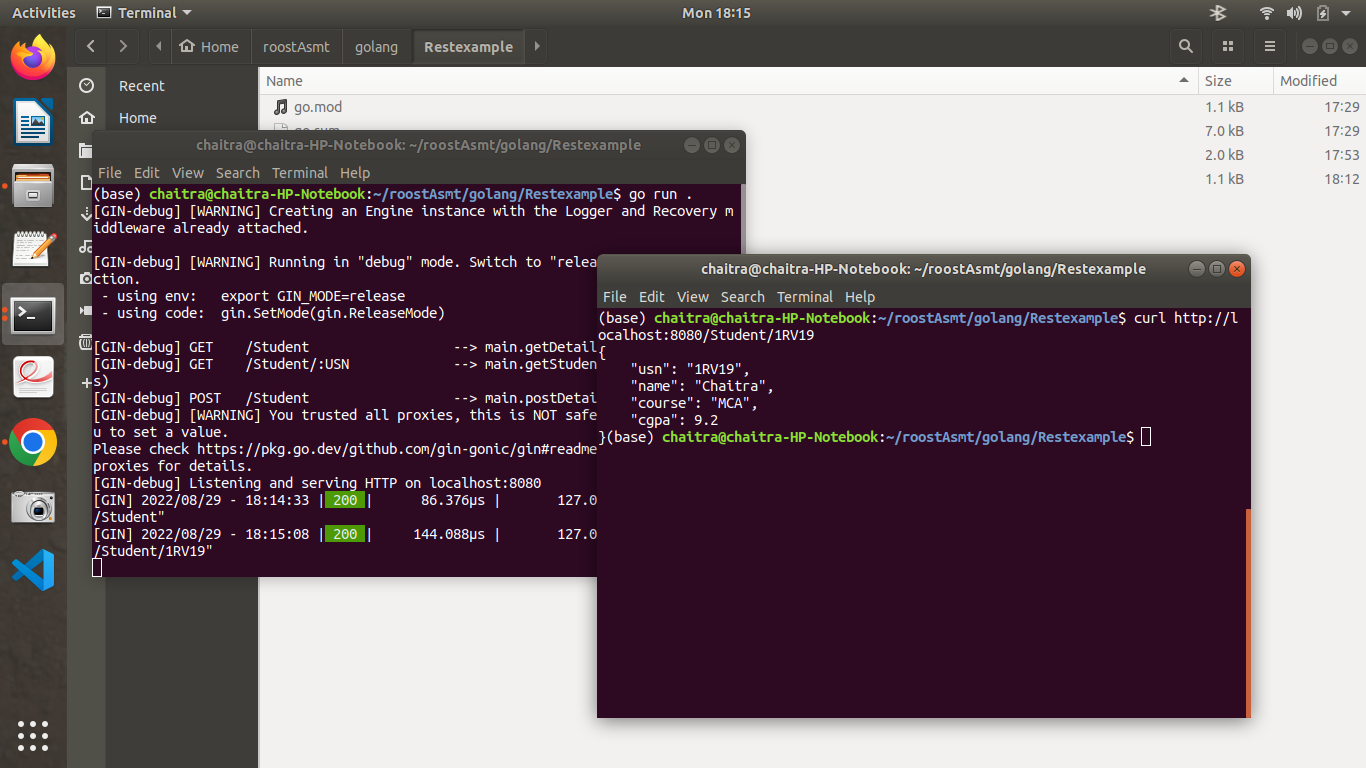 Activities Terminal Mon 18:15
Home roostAsmt golang Restexample
Recent
Home
Name Size Modified
go.mod 1.1 kB 17:29
7.0 kB 17:29
2.0 kB 17:53
1.1 kB 18:12
chaitra@chaitra-HP-Notebook: ~/roostAsmt/golang/Restexample
File Edit View Search Terminal Help
(base) chaitra@chaitra-HP-Notebook:~/roostAsmt/golang/Restexample$ go run .
[GIN-debug] [WARNING] Creating an Engine instance with the Logger and Recovery m
iddleware already attached.
[GIN-debug] [WARNING] Running in "debug" mode. Switch to "relea
ction.
- using env: export GIN_MODE=release
- using code: gin.SetMode(gin.ReleaseMode)
[GIN-debug] GET /Student --> main.getDetail
[GIN-debug] GET /Student/:USN --> main.getStuden
s)
[GIN-debug] POST /Student --> main.postDetai
[GIN-debug] [WARNING] You trusted all proxies, this is NOT safe
u to set a value.
Please check https://pkg.go.dev/github.com/gin-gonic/gin#readme
proxies for details.
[GIN-debug] Listening and serving HTTP on localhost:8080
[GIN] 2022/08/29 - 18:14:33 | 200 | 86.376µs | 127.0
/Student"
[GIN] 2022/08/29 - 18:15:08 | 200 | 144.088µs | 127.0
/Student/1RV19"
chaitra@chaitra-HP-Notebook: ~/roostAsmt/golang/Restexample
File Edit View Search Terminal Help
(base) chaitra@chaitra-HP-Notebook:~/roostAsmt/golang/Restexample$ curl http://l
ocalhost:8080/Student/1RV19
{
"usn": "1RV19",
"name": "Chaitra",
"course": "MCA",
"cgpa": 9.2
}(base) chaitra@chaitra-HP-Notebook:~/roostAsmt/golang/Restexample$